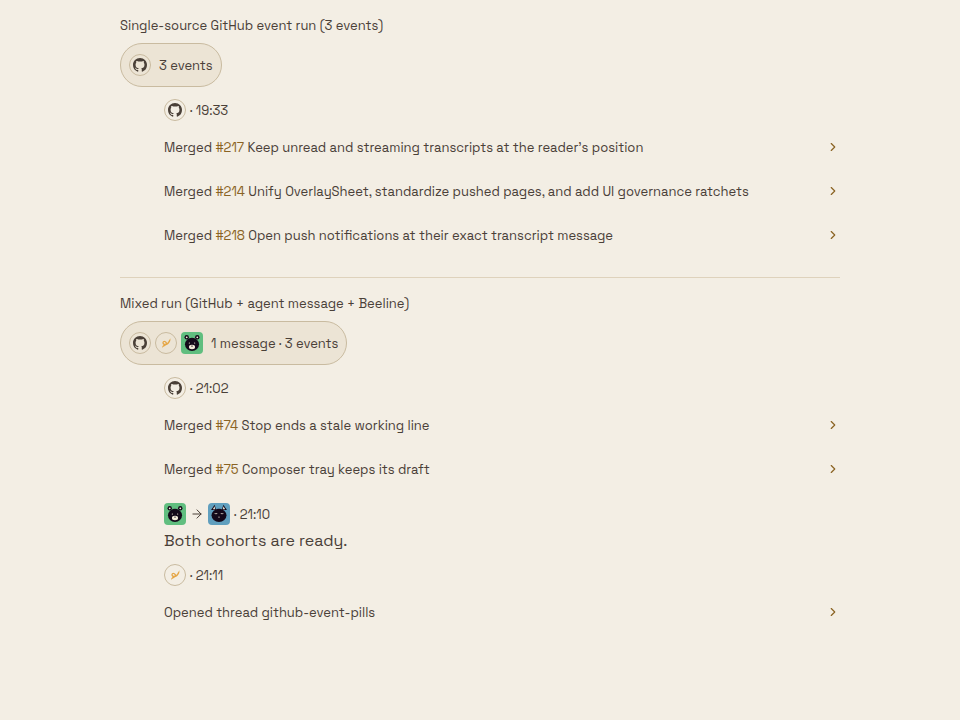 Single-source GitHub event run (3 events)
3 events
· 19:33
Merged #217 Keep unread and streaming transcripts at the reader's position
Merged #214 Unify OverlaySheet, standardize pushed pages, and add UI governance ratchets
Merged #218 Open push notifications at their exact transcript message
Mixed run (GitHub + agent message + Beeline)
1 message · 3 events
· 21:02
Merged #74 Stop ends a stale working line
Merged #75 Composer tray keeps its draft
→ · 21:10
Both cohorts are ready.
· 21:11
Opened thread github-event-pills